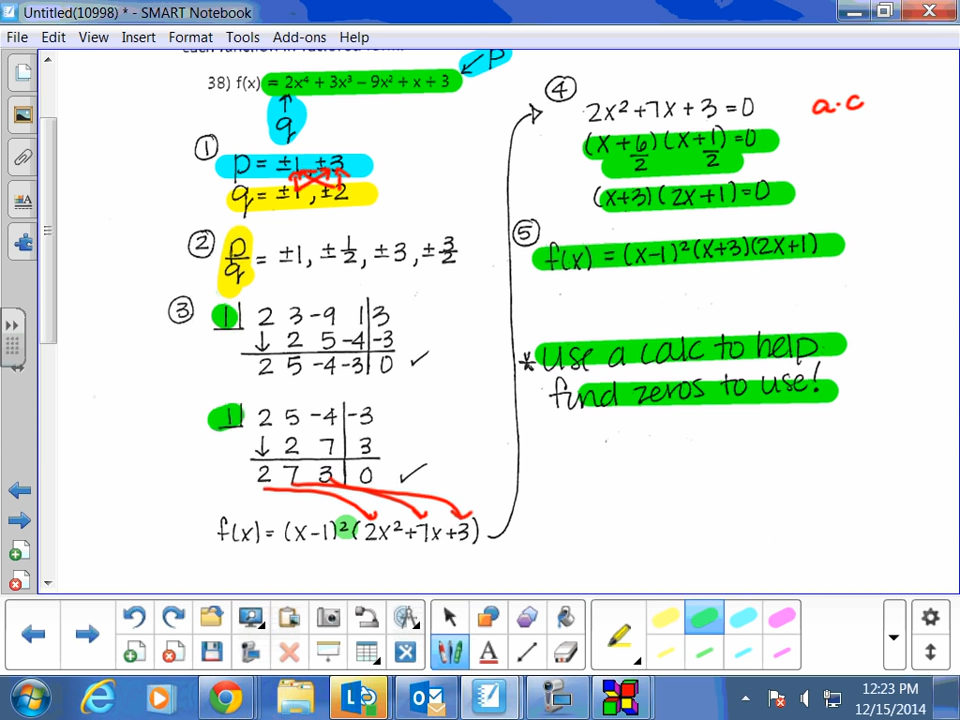 Untitled(10998) * - SMART Notebook
File Edit View Insert Format Tools Add-ons Help
38) f(x) = 2x⁴ + 3x³ − 9x² + x + 3
p
q
①
p = ±1, ±3
q = ±1, ±2
② p/q = ±1, ±1/2, ±3, ±3/2
③
1| 2 3 -9 1 3
↓ 2 5 -4 -3
2 5 -4 -3 0 ✓
1| 2 5 -4 -3
↓ 2 7 3
2 7 3 0 ✓
f(x) = (x-1)²(2x²+7x+3)
④
2x²+7x+3=0 a·c
(x+6/2)(x+1/2)=0
(x+3)(2x+1)=0
⑤
f(x) = (x-1)²(x+3)(2x+1)
*Use a calc to help
find zeros to use!
12:23 PM
12/15/2014